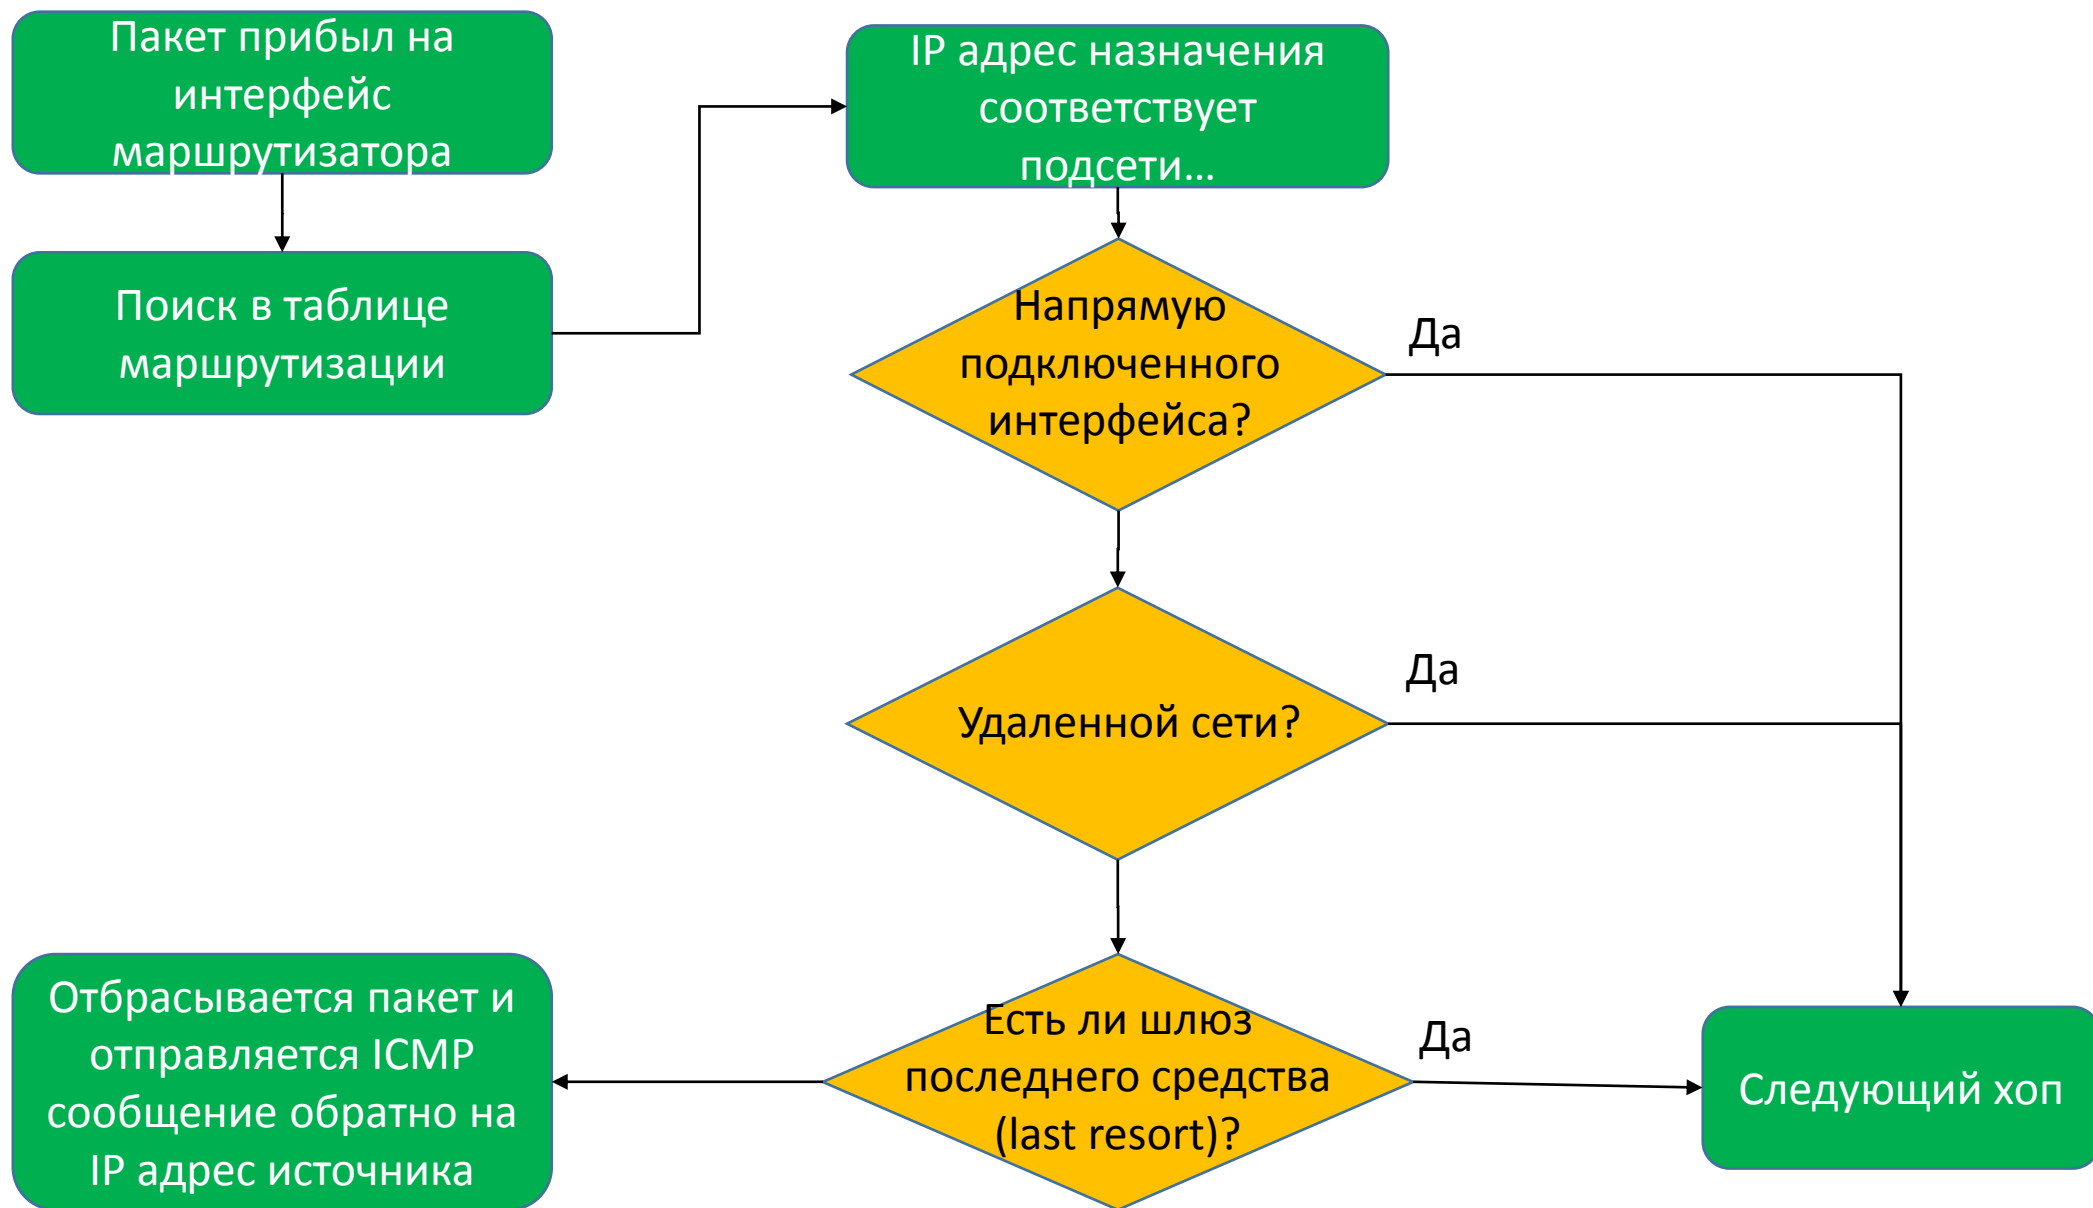 Пакет прибыл на
интерфейс
маршрутизатора
Поиск в таблице
маршрутизации
IP адрес назначения
соответствует
подсети...
Напрямую
подключенного
интерфейса?
Да
Удаленной сети?
Да
Есть ли шлюз
последнего средства
(last resort)?
Да
Следующий хоп
Отбрасывается пакет и
отправляется ICMP
сообщение обратно на
IP адрес источника